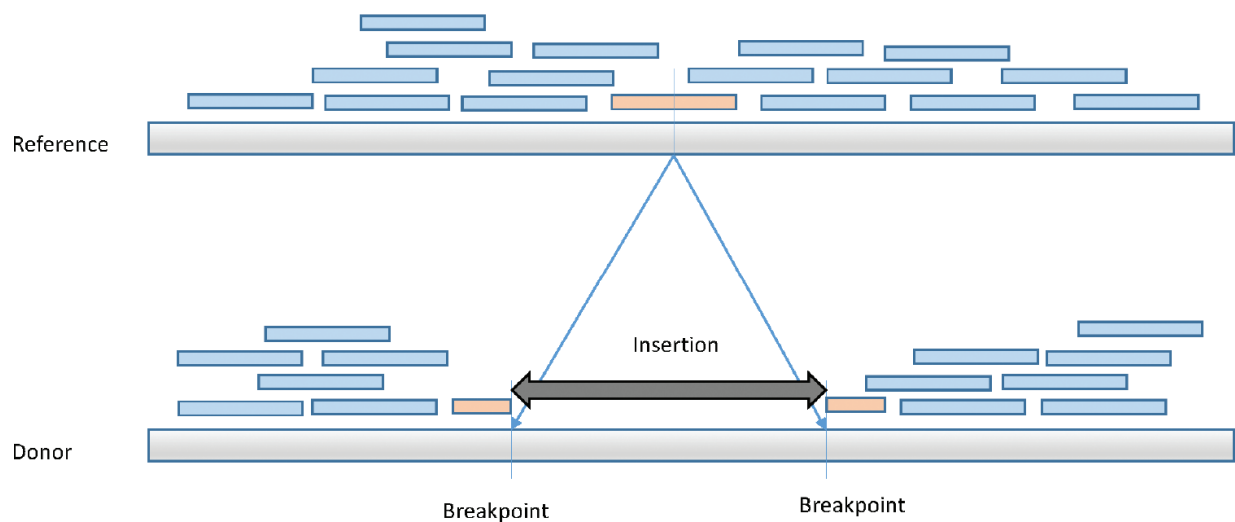 Reference
Insertion
Donor
Breakpoint
Breakpoint